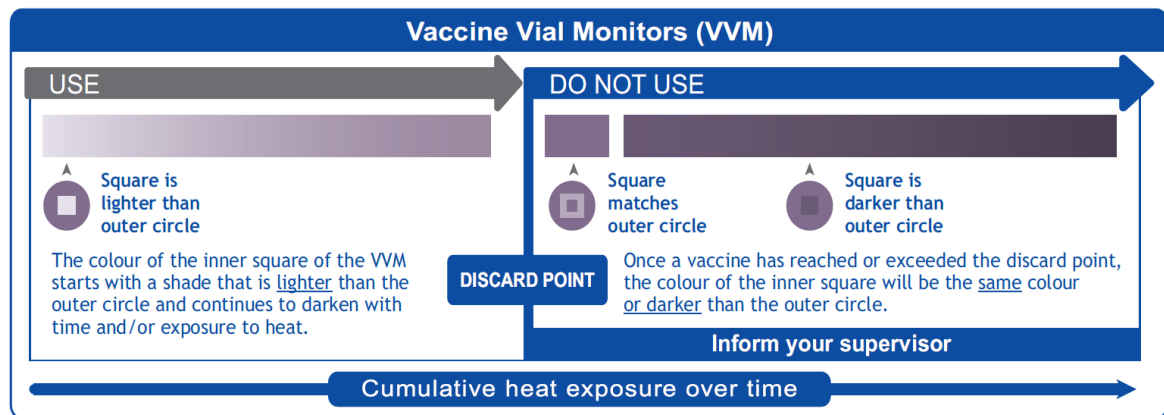 Vaccine Vial Monitors (VVM)
USE
DO NOT USE
Square is
lighter than
outer circle
Square
matches
outer circle
Square is
darker than
outer circle
The colour of the inner square of the VVM
starts with a shade that is lighter than the
outer circle and continues to darken with
time and/or exposure to heat.
DISCARD POINT
Once a vaccine has reached or exceeded the discard point,
the colour of the inner square will be the same colour
or darker than the outer circle.
Inform your supervisor
Cumulative heat exposure over time